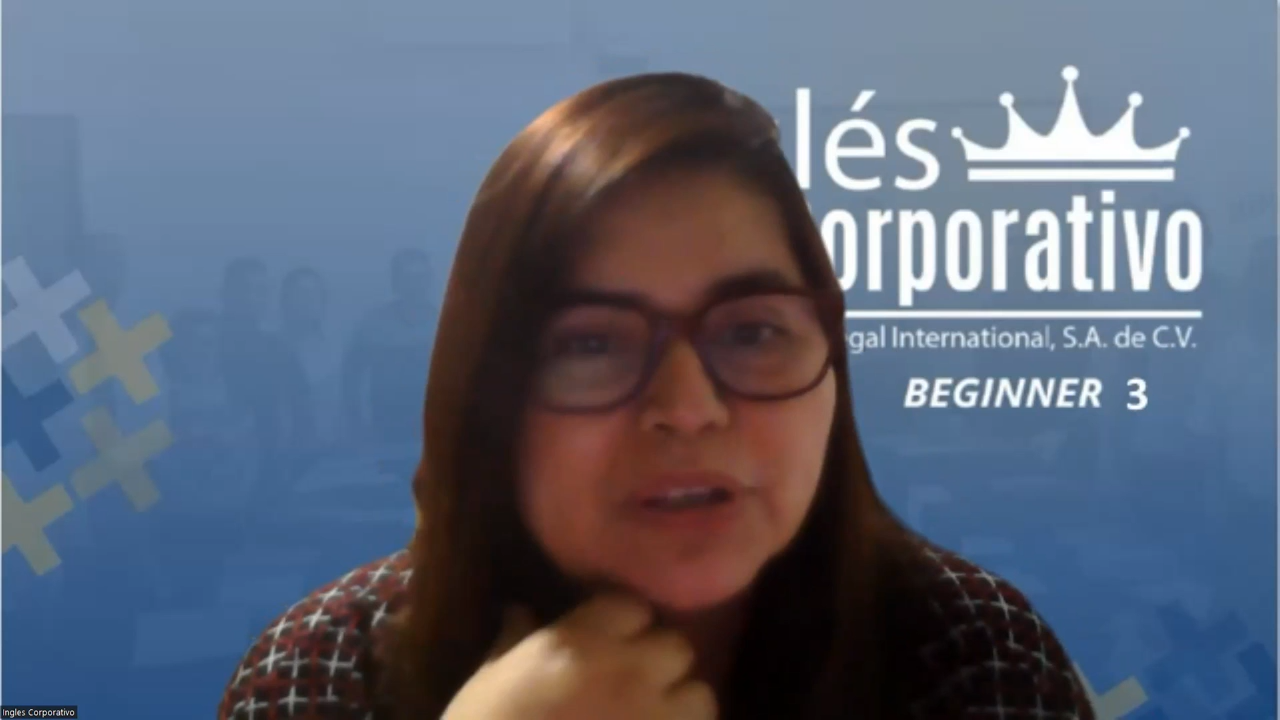 lés
orporativo
gal International, S.A. de C.V.
BEGINNER 3
Ingles Corporativo